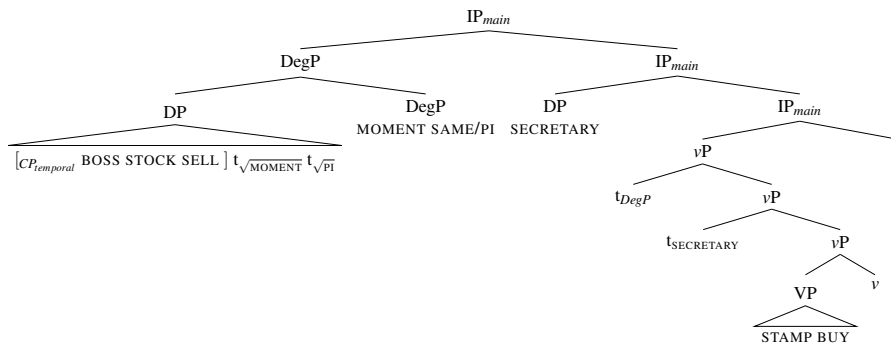 IP_main
DegP IP_main
DP DegP DP IP_main
MOMENT SAME/PI SECRETARY
[CP_temporal BOSS STOCK SELL ] t_√MOMENT t_√PI vP
t_DegP vP
t_SECRETARY vP
VP v
STAMP BUY